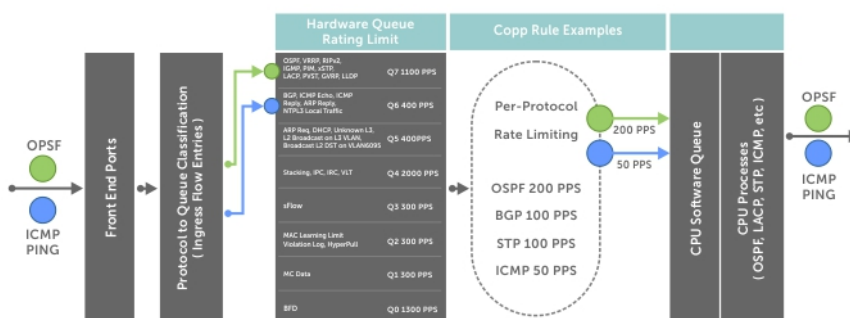 Hardware Queue
Rating Limit
Copp Rule Examples
OPSF
ICMP
PING
Front End Ports
Protocol to Queue Classification
( Ingress Flow Entries )
OSPF, VRRP, RIPv2,
IGMP, PIM, xSTP,
LACP, PVST, GVRP, LLDP
Q7 1100 PPS
BGP, ICMP Echo, ICMP
Reply, ARP Reply,
NTPL3 Local Traffic
Q6 400 PPS
ARP Req, DHCP, Unknown L3,
L2 Broadcast on L3 VLAN,
Broadcast L2 DST on VLAN6095
Q5 400PPS
Stacking, IPC, IRC, VLT
Q4 2000 PPS
sFlow
Q3 300 PPS
MAC Learning Limit
Violation Log, HyperPull
Q2 300 PPS
MC Data
Q1 300 PPS
BFD
Q0 1300 PPS
Per-Protocol
Rate Limiting
200 PPS
50 PPS
OSPF 200 PPS
BGP 100 PPS
STP 100 PPS
ICMP 50 PPS
CPU Software Queue
CPU Processes
( OSPF, LACP, STP, ICMP, etc )
OPSF
ICMP
PING